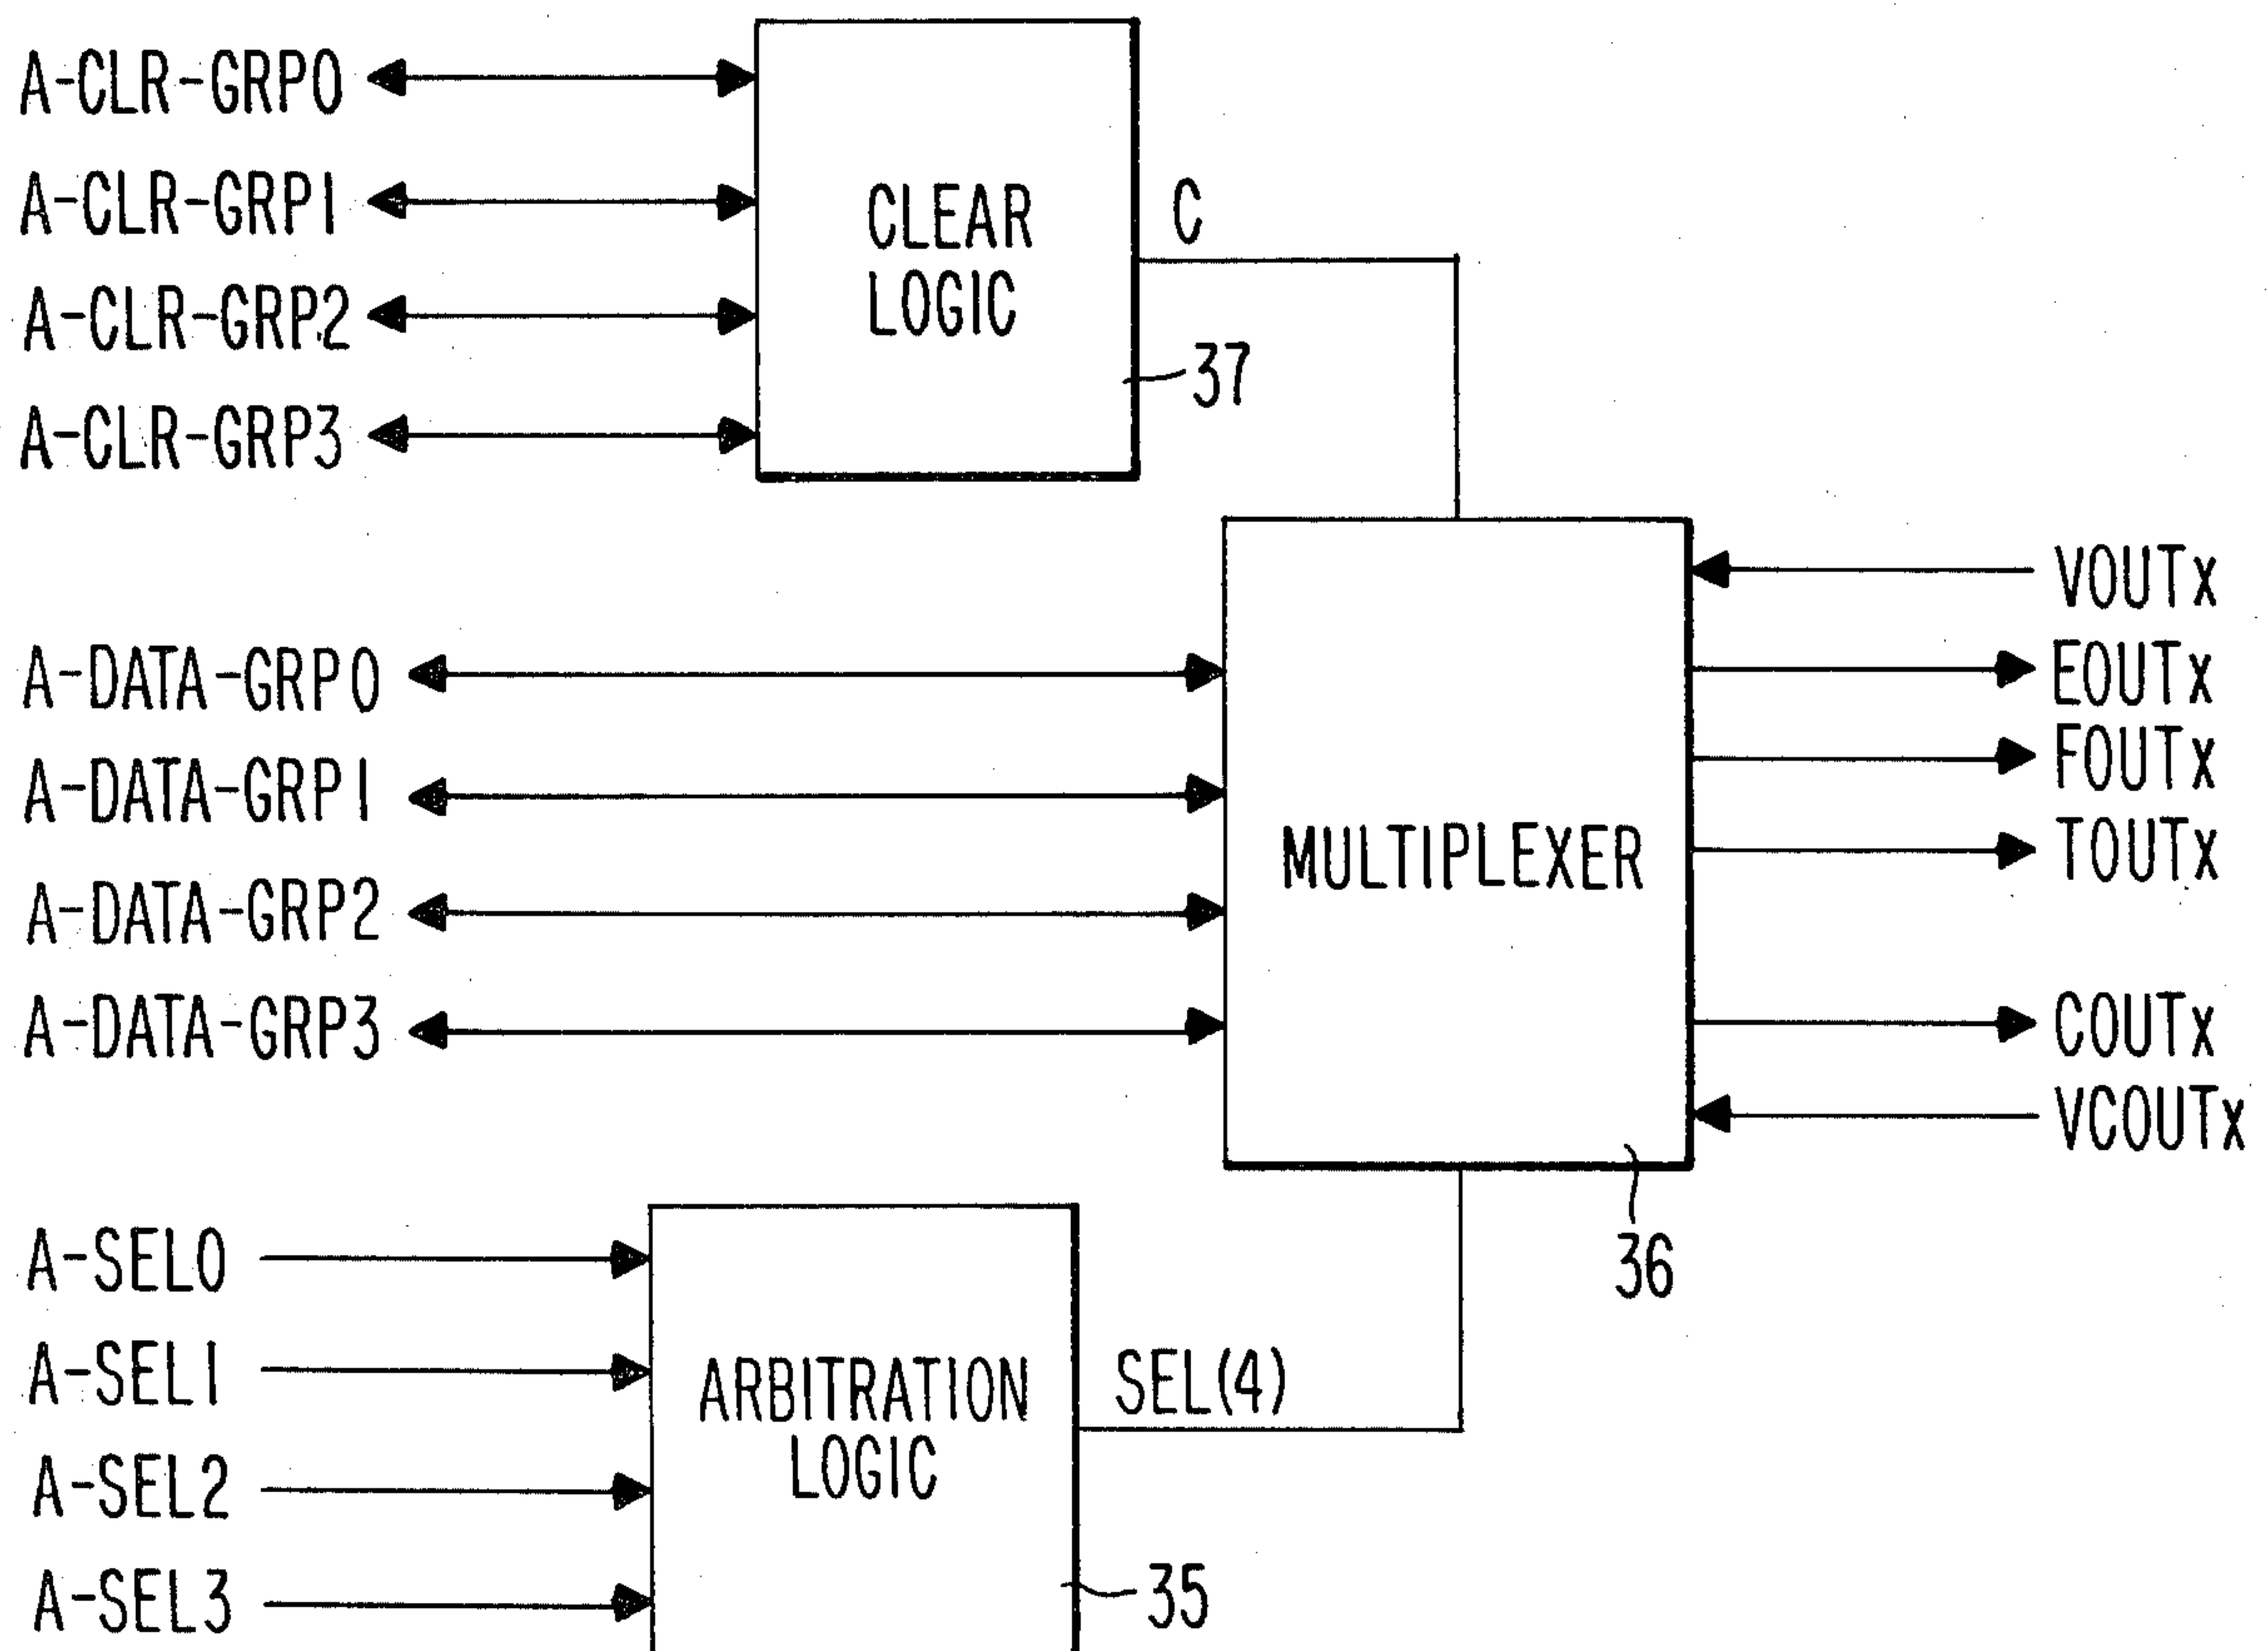 A-CLR-GRP0
A-CLR-GRP1
A-CLR-GRP2
A-CLR-GRP3
CLEAR
LOGIC
C
37
A-DATA-GRP0
A-DATA-GRP1
A-DATA-GRP2
A-DATA-GRP3
MULTIPLEXER
VOUTx
EOUTx
FOUTx
TOUTx
COUTx
VCOUTx
36
A-SEL0
A-SEL1
A-SEL2
A-SEL3
ARBITRATION
LOGIC
SEL(4)
35